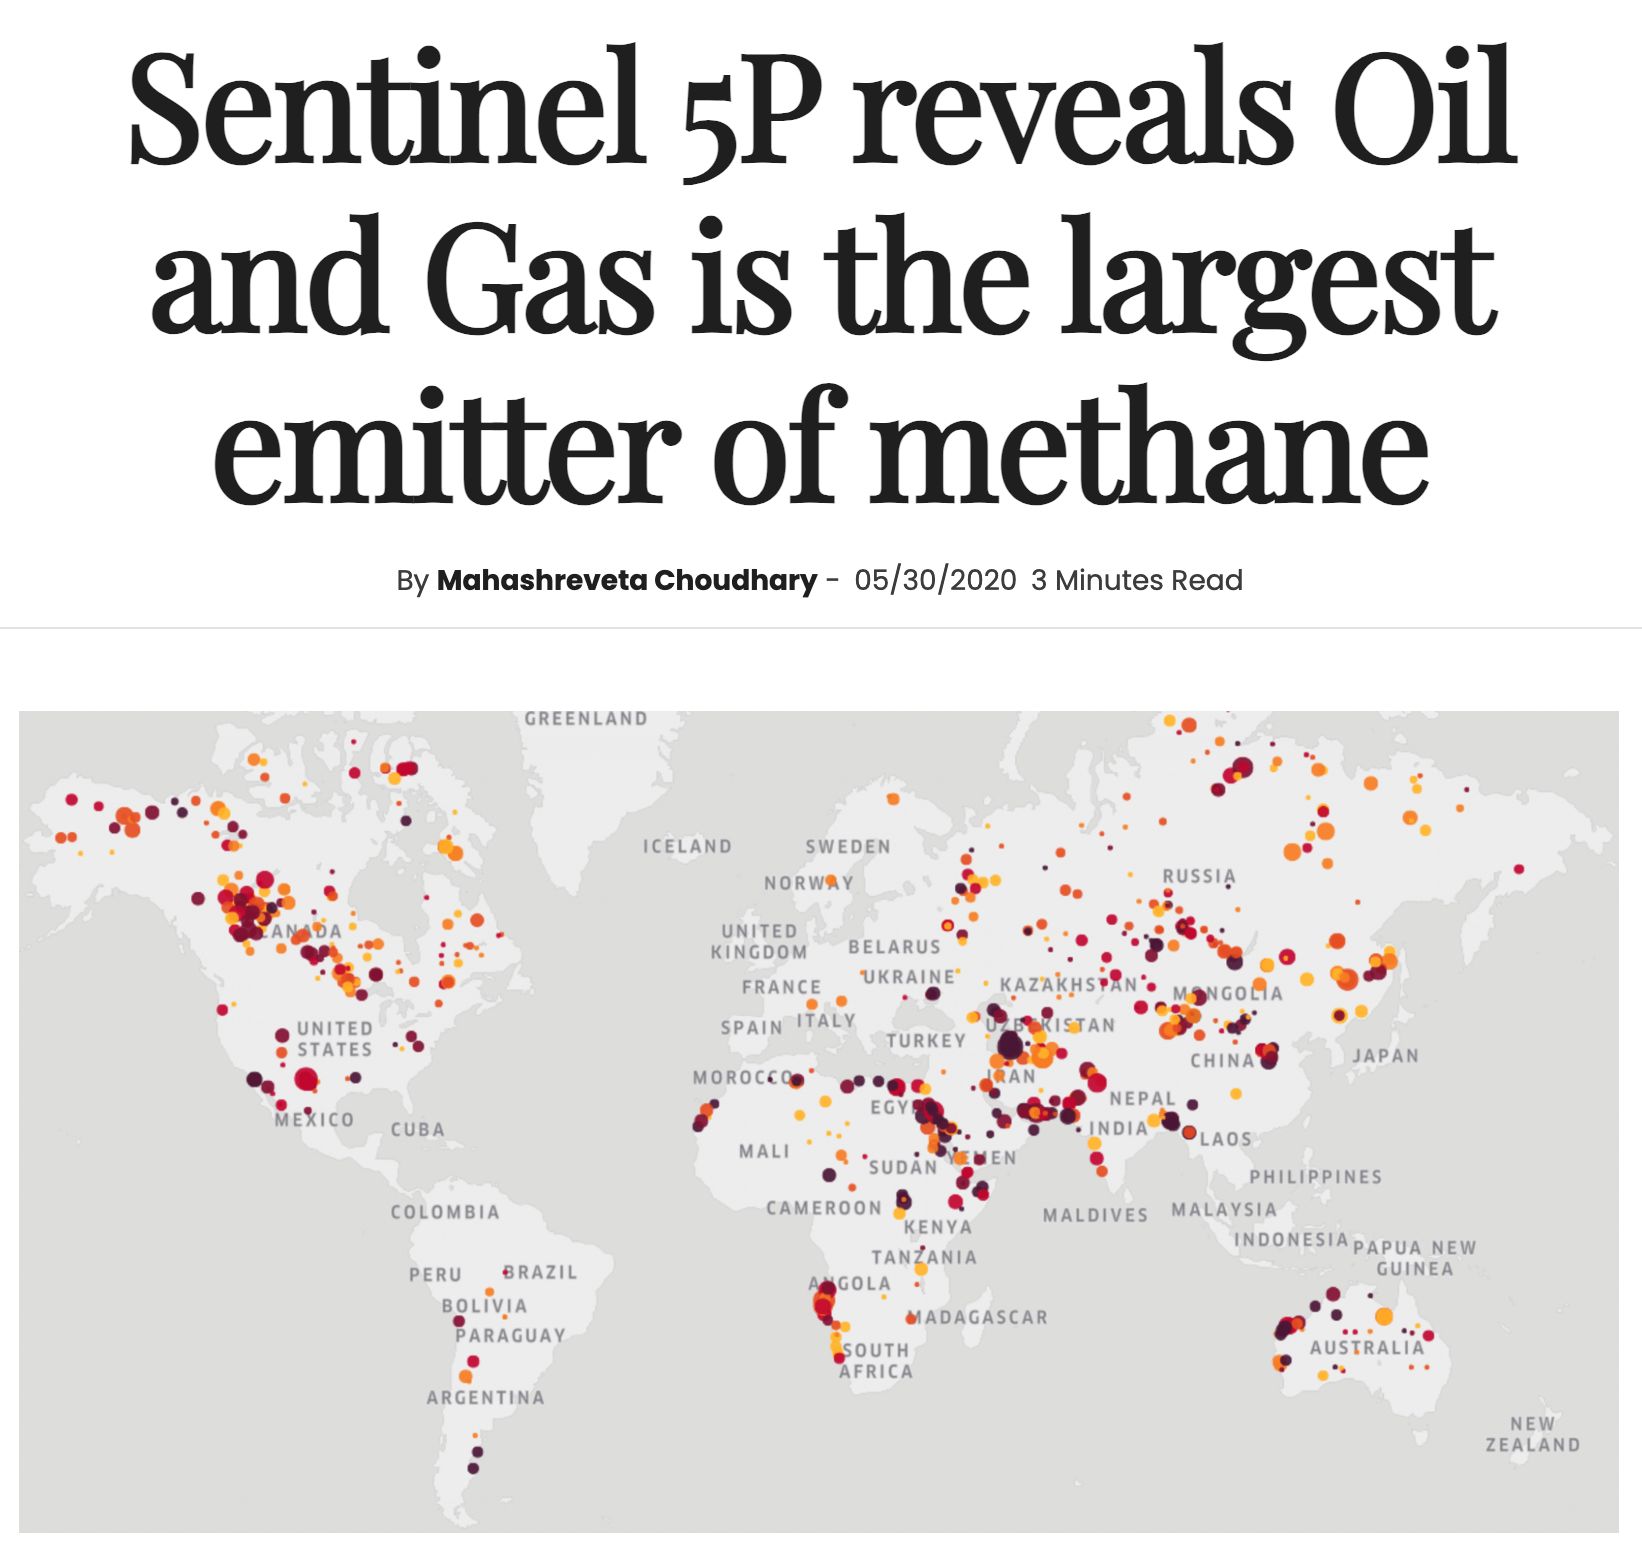 Sentinel 5P reveals Oil
and Gas is the largest
emitter of methane
By Mahashreveta Choudhary - 05/30/2020 3 Minutes Read
GREENLAND
ICELAND
SWEDEN
NORWAY
RUSSIA
CANADA
UNITED
KINGDOM
BELARUS
UKRAINE
FRANCE
KAZAKHSTAN
MONGOLIA
SPAIN
ITALY
UZBEKISTAN
UNITED
STATES
TURKEY
CHINA
JAPAN
MOROCCO
IRAN
NEPAL
EGYPT
MEXICO
CUBA
INDIA
LAOS
MALI
SUDAN
YEMEN
PHILIPPINES
COLOMBIA
CAMEROON
MALDIVES
MALAYSIA
KENYA
INDONESIA
PAPUA NEW
GUINEA
TANZANIA
PERU
BRAZIL
ANGOLA
BOLIVIA
MADAGASCAR
PARAGUAY
SOUTH
AFRICA
AUSTRALIA
ARGENTINA
NEW
ZEALAND